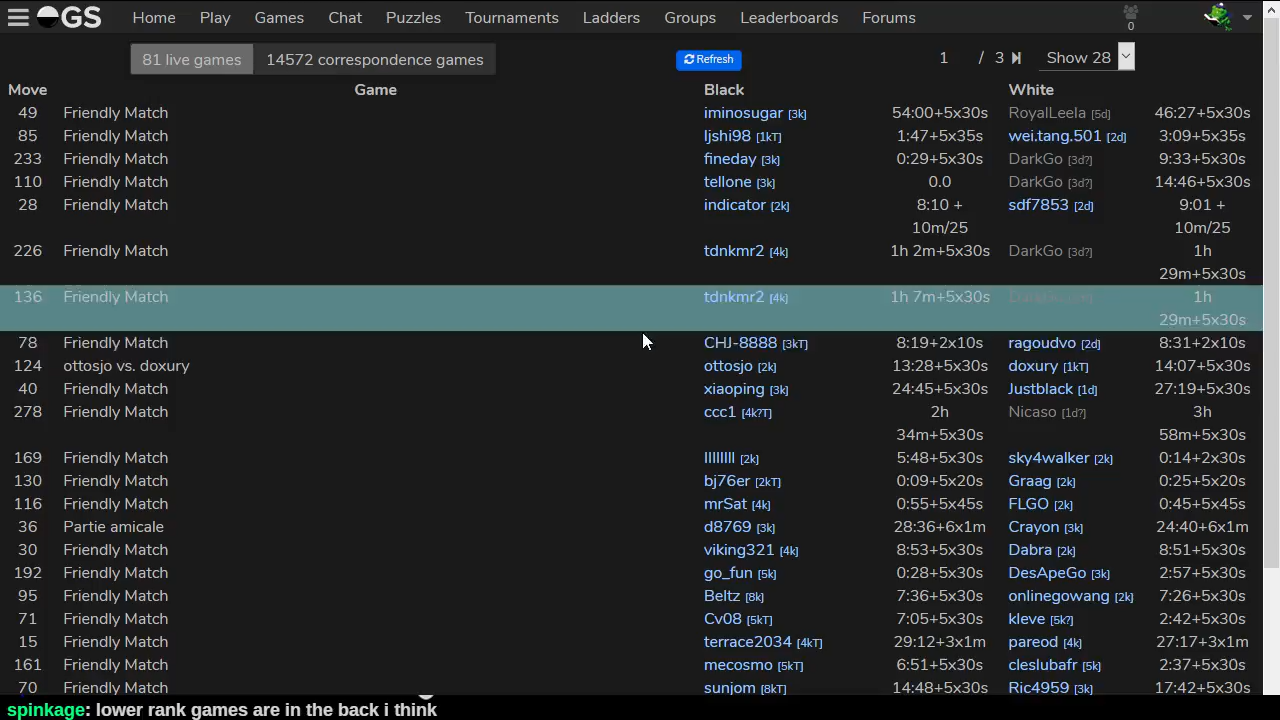 OGS Home Play Games Chat Puzzles Tournaments Ladders Groups Leaderboards Forums 0
81 live games 14572 correspondence games Refresh 1 / 3 Show 28
Move Game Black White
49 Friendly Match iminosugar [3k] 54:00+5x30s RoyalLeela [5d] 46:27+5x30s
85 Friendly Match ljshi98 [1kT] 1:47+5x35s wei.tang.501 [2d] 3:09+5x35s
233 Friendly Match fineday [3k] 0:29+5x30s DarkGo [3d?] 9:33+5x30s
110 Friendly Match tellone [3k] 0.0 DarkGo [3d?] 14:46+5x30s
28 Friendly Match indicator [2k] 8:10 + sdf7853 [2d] 9:01 +
10m/25 10m/25
226 Friendly Match tdnkmr2 [4k] 1h 2m+5x30s DarkGo [3d?] 1h
29m+5x30s
136 Friendly Match tdnkmr2 [4k] 1h 7m+5x30s 1h
29m+5x30s
78 Friendly Match CHJ-8888 [3kT] 8:19+2x10s ragoudvo [2d] 8:31+2x10s
124 ottosjo vs. doxury ottosjo [2k] 13:28+5x30s doxury [1kT] 14:07+5x30s
40 Friendly Match xiaoping [3k] 24:45+5x30s Justblack [1d] 27:19+5x30s
278 Friendly Match ccc1 [4k?T] 2h Nicaso [1d?] 3h
34m+5x30s 58m+5x30s
169 Friendly Match [2k] 5:48+5x30s sky4walker [2k] 0:14+2x30s
130 Friendly Match bj76er [2kT] 0:09+5x20s Graag [2k] 0:25+5x20s
116 Friendly Match mrSat [4k] 0:55+5x45s FLGO [2k] 0:45+5x45s
36 Partie amicale d8769 [3k] 28:36+6x1m Crayon [3k] 24:40+6x1m
30 Friendly Match viking321 [4k] 8:53+5x30s Dabra [2k] 8:51+5x30s
192 Friendly Match go_fun [5k] 0:28+5x30s DesApeGo [3k] 2:57+5x30s
95 Friendly Match Beltz [8k] 7:36+5x30s onlinegowang [2k] 7:26+5x30s
71 Friendly Match Cv08 [5kT] 7:05+5x30s kleve [5k?] 2:42+5x30s
15 Friendly Match terrace2034 [4kT] 29:12+3x1m pareod [4k] 27:17+3x1m
161 Friendly Match mecosmo [5kT] 6:51+5x30s cleslubafr [5k] 2:37+5x30s
70 Friendly Match sunjom [8kT] 14:48+5x30s Ric4959 [3k] 17:42+5x30s
spinkage: lower rank games are in the back i think